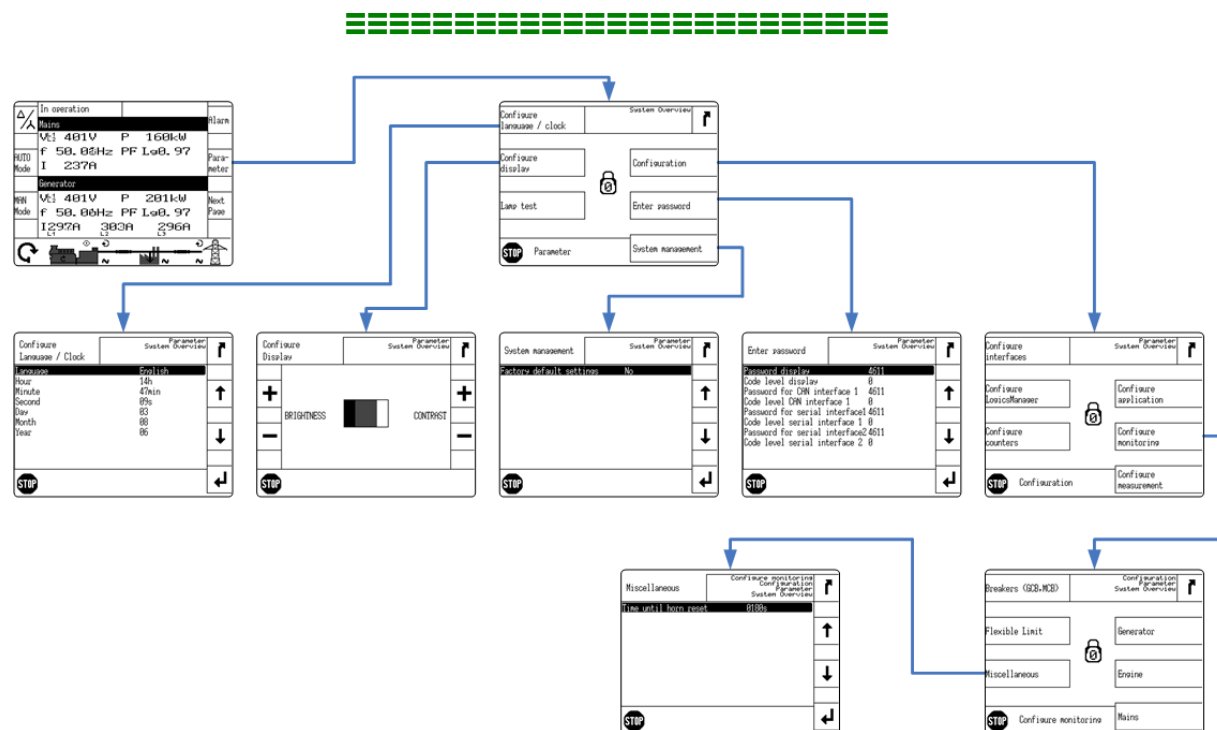 In operation
Alarm
Mains
401V P 160kW
f 50.06Hz PF Lg0.97
I 237A
AUTO
Mode
Para-
meter
Generator
401V P 201kW
f 50.06Hz PF Lg0.97
I297A 303A 296A
L1 L2 L3
MAN
Mode
Next
Page
Configure
language / clock
System Overview
Configure
display
Configuration
0
Lamp test
Enter password
STOP
Parameter
System management
Configure
Language / Clock
Parameter
System Overview
Language English
Hour 14h
Minute 47min
Second 09s
Day 03
Month 08
Year 06
STOP
Configure
Display
Parameter
System Overview
BRIGHTNESS
CONTRAST
STOP
System management
Parameter
System Overview
Factory default settings No
STOP
Enter password
Parameter
System Overview
Password display 4611
Code level display 0
Password for CAN interface 1 4611
Code level CAN interface 1 0
Password for serial interface1 4611
Code level serial interface 1 0
Password for serial interface2 4611
Code level serial interface 2 0
STOP
Configure
interfaces
Parameter
System Overview
Configure
LogicsManager
Configure
application
0
Configure
counters
Configure
monitoring
STOP
Configuration
Configure
measurement
Miscellaneous
Configure monitoring
Configuration
Parameter
System Overview
Time until horn reset 0180s
STOP
Breakers (GCB,MCB)
Configuration
Parameter
System Overview
Flexible Limit
Generator
0
Miscellaneous
Engine
STOP
Configure monitoring
Mains